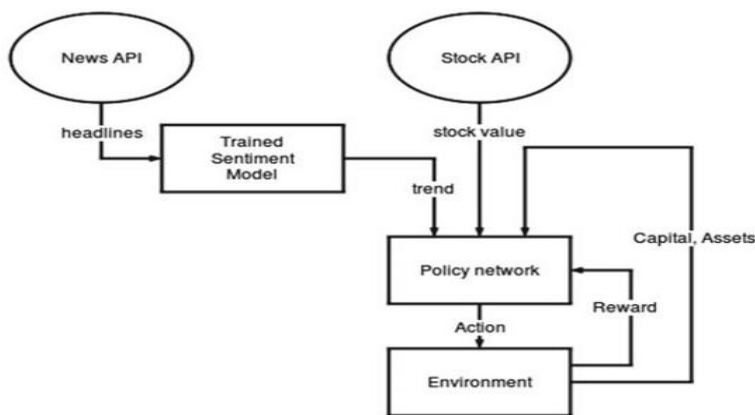 News API
Stock API
headlines
stock value
Trained
Sentiment
Model
trend
Capital, Assets
Policy network
Reward
Action
Environment